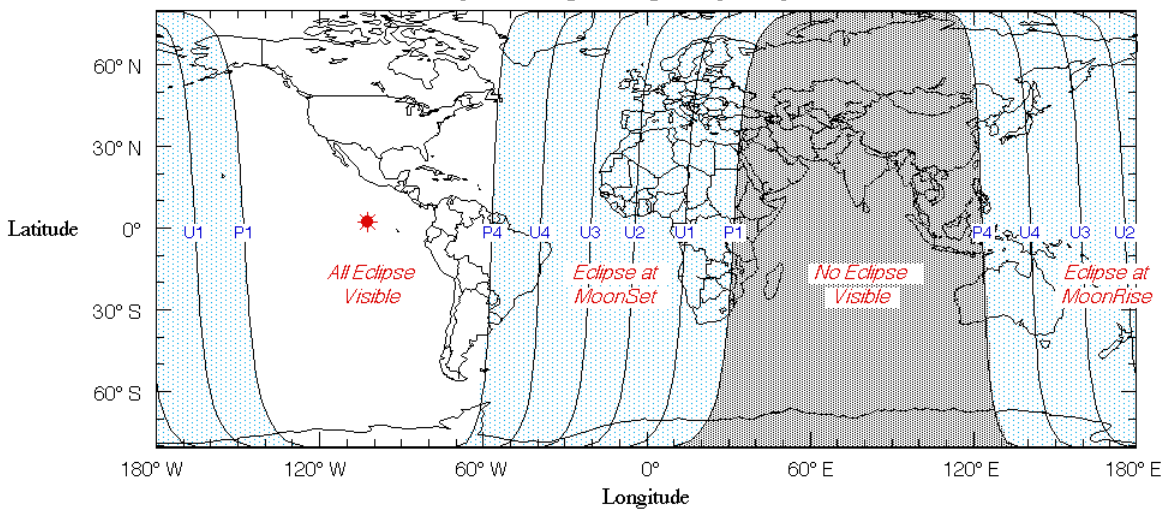 60° N
30° N
Latitude
0°
30° S
60° S
U1
P1
P4
U4
U3
U2
U1
P1
P4
U4
U3
U2
All Eclipse
Visible
Eclipse at
MoonSet
No Eclipse
Visible
Eclipse at
MoonRise
180° W
120° W
60° W
0°
60° E
120° E
180° E
Longitude